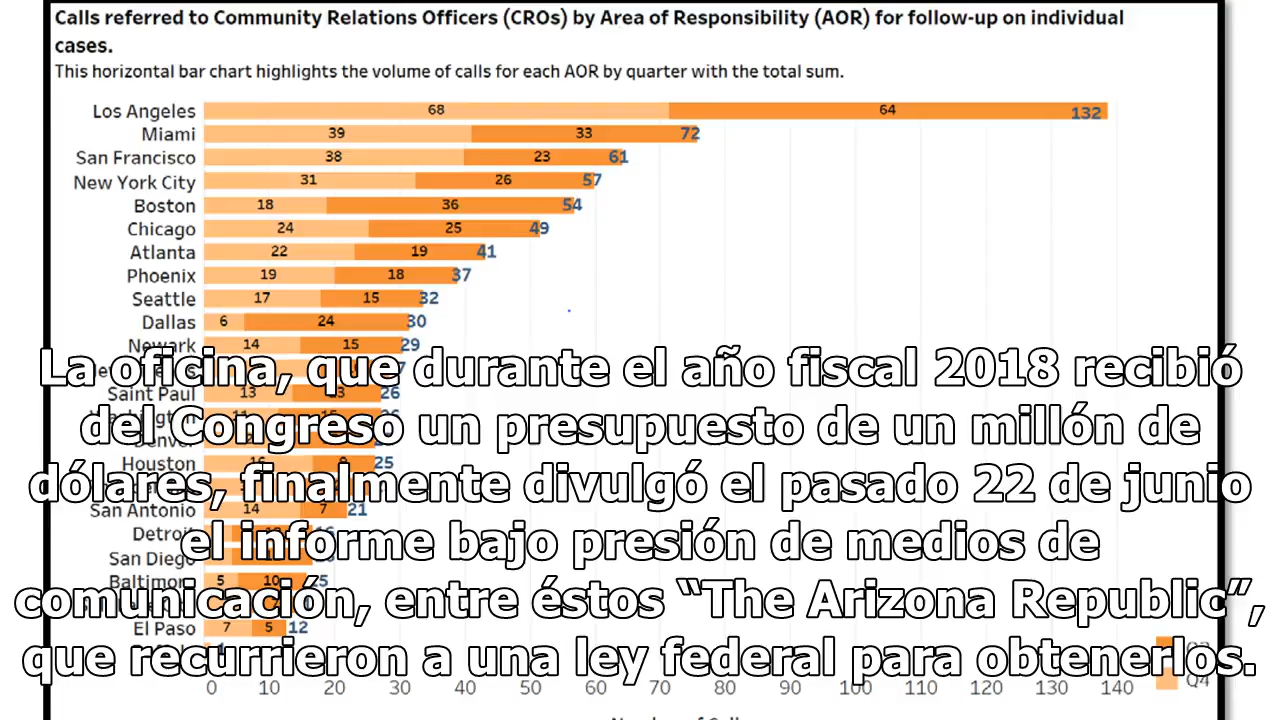 Calls referred to Community Relations Officers (CROs) by Area of Responsibility (AOR) for follow-up on individual
cases.
This horizontal bar chart highlights the volume of calls for each AOR by quarter with the total sum.
Los Angeles 68 64 132
Miami 39 33 72
San Francisco 38 23 61
New York City 31 26 57
Boston 18 36 54
Chicago 24 25 49
Atlanta 22 19 41
Phoenix 19 18 37
Seattle 17 15 32
Dallas 6 24 30
Newark 14 15 29
La oficina, que durante el año fiscal 2018 recibió
Saint Paul 13 13 26
del Congreso un presupuesto de un millón de
Houston 16 9 25
dólares, finalmente divulgó el pasado 22 de junio
San Antonio 14 7 21
Detroit
el informe bajo presión de medios de
San Diego
Baltimore 5 10 15
comunicación, entre éstos “The Arizona Republic”,
El Paso 7 5 12
que recurrieron a una ley federal para obtenerlos.
Q4
0 10 20 30 40 50 60 70 80 90 100 110 120 130 140